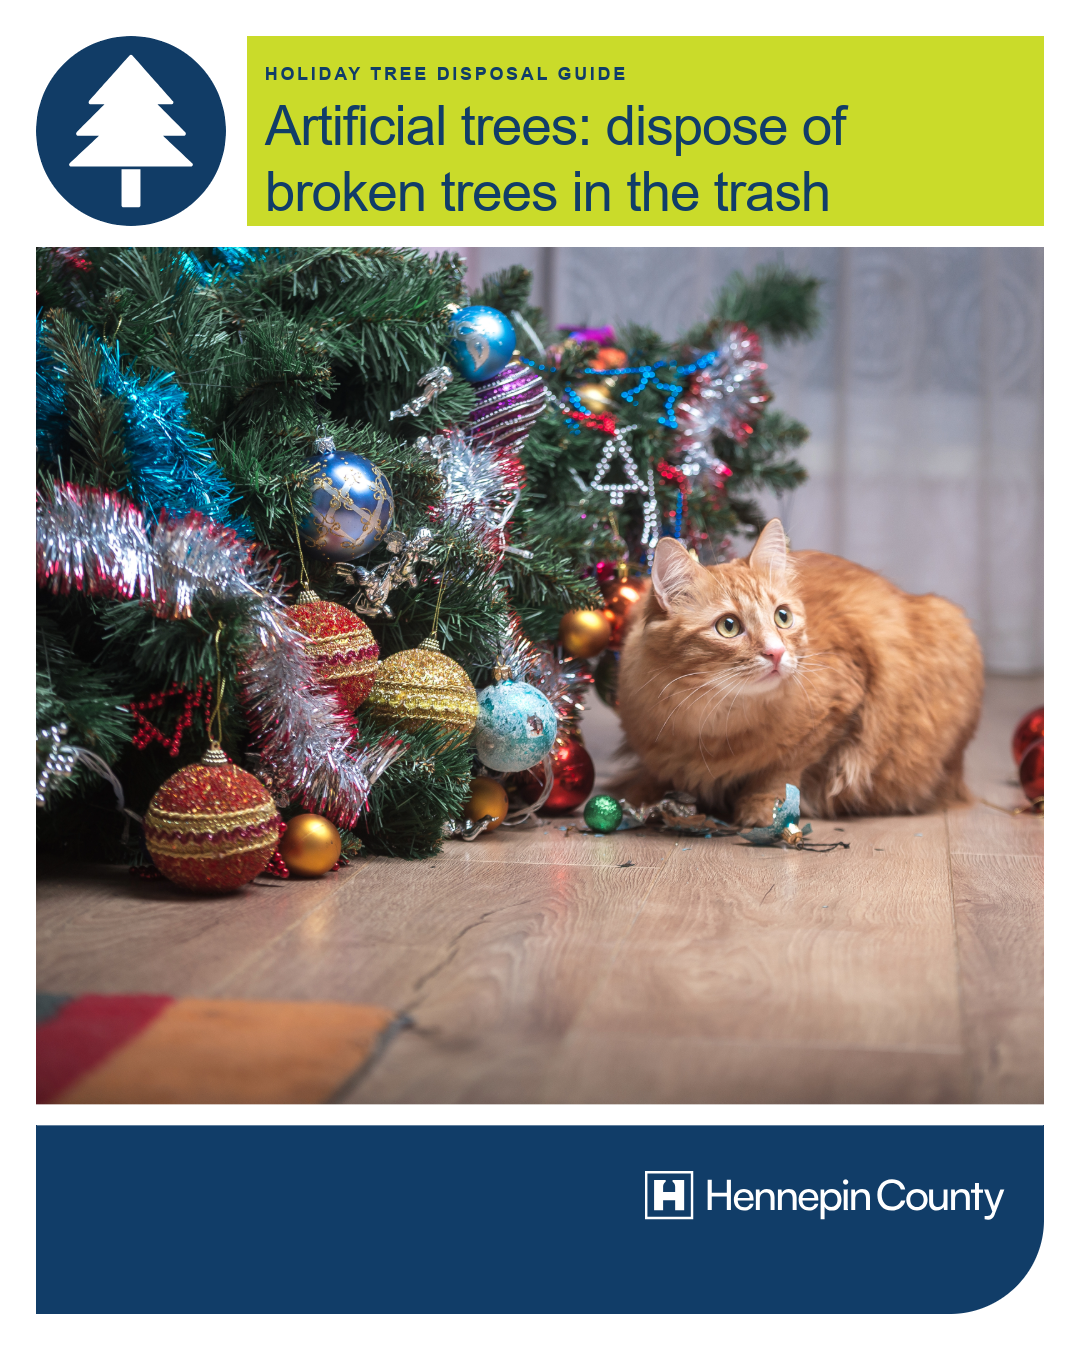 HOLIDAY TREE DISPOSAL GUIDE
Artificial trees: dispose of
broken trees in the trash
Hennepin County